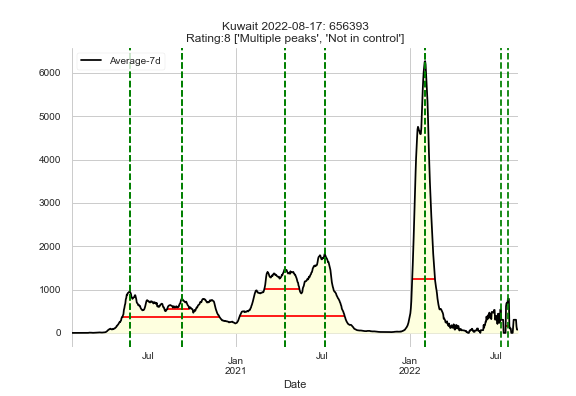 Kuwait 2022-08-17: 656393
Rating:8 ['Multiple peaks', 'Not in control']
Average-7d
6000
5000
4000
3000
2000
1000
0
Jul
Jan
2021
Jul
Jan
2022
Jul
Date